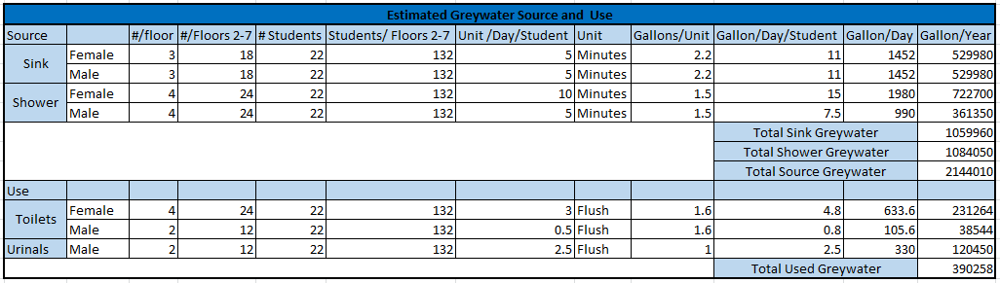 Estimated Greywater Source and Use
Source #/floor #/Floors 2-7 # Students Students/ Floors 2-7 Unit /Day/Student Unit Gallons/Unit Gallon/Day/Student Gallon/Day Gallon/Year
Sink Female 3 18 22 132 5 Minutes 2.2 11 1452 529980
Male 3 18 22 132 5 Minutes 2.2 11 1452 529980
Shower Female 4 24 22 132 10 Minutes 1.5 15 1980 722700
Male 4 24 22 132 5 Minutes 1.5 7.5 990 361350
Total Sink Greywater 1059960
Total Shower Greywater 1084050
Total Source Greywater 2144010
Use
Toilets Female 4 24 22 132 3 Flush 1.6 4.8 633.6 231264
Male 2 12 22 132 0.5 Flush 1.6 0.8 105.6 38544
Urinals Male 2 12 22 132 2.5 Flush 1 2.5 330 120450
Total Used Greywater 390258